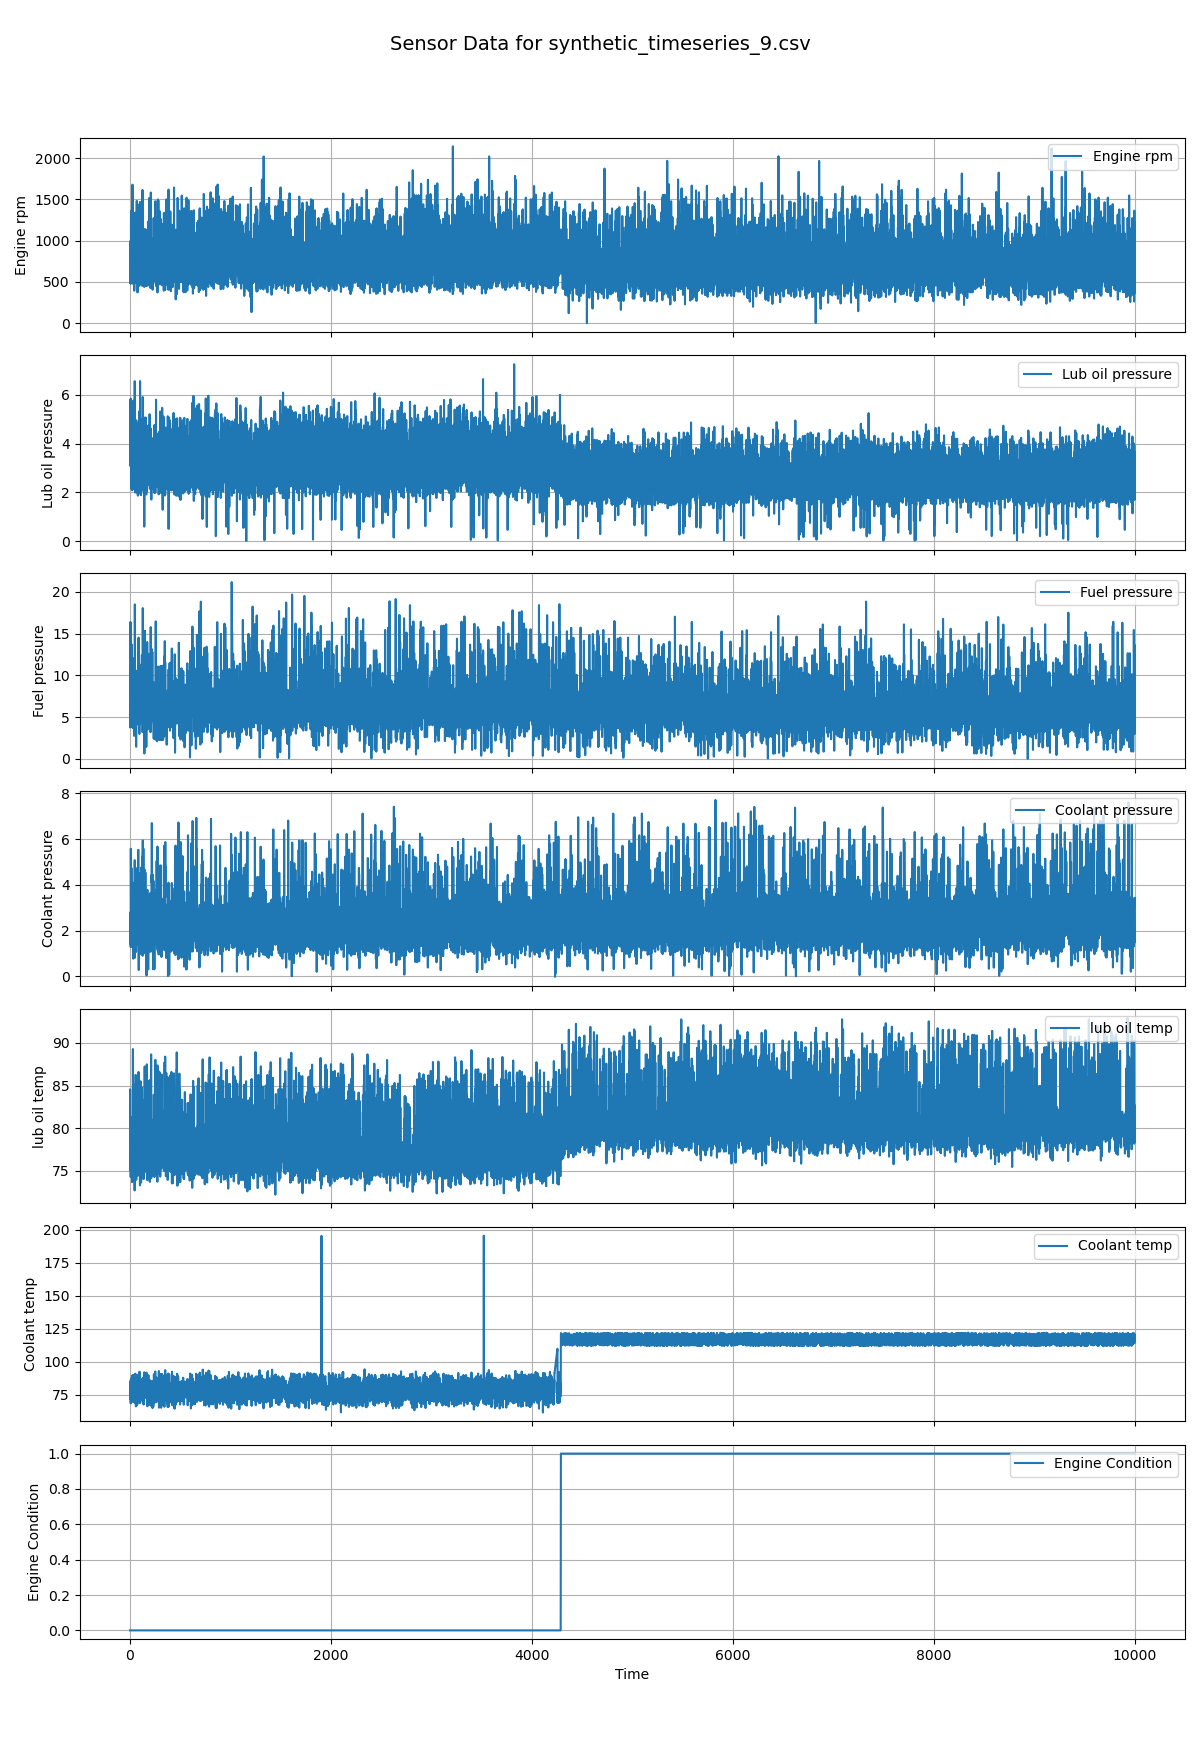 Sensor Data for synthetic_timeseries_9.csv
2000
1500
1000
500
0
Engine rpm
Engine rpm
6
4
2
0
Lub oil pressure
Lub oil pressure
20
15
10
5
0
Fuel pressure
Fuel pressure
8
6
4
2
0
Coolant pressure
Coolant pressure
90
85
80
75
lub oil temp
lub oil temp
200
175
150
125
100
75
Coolant temp
Coolant temp
1.0
0.8
0.6
0.4
0.2
0.0
Engine Condition
Engine Condition
0 2000 4000 6000 8000 10000
Time